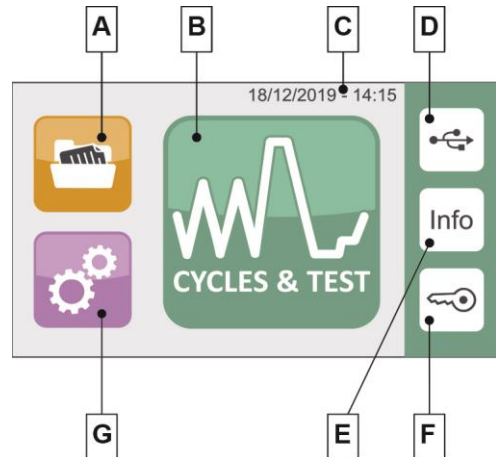 A B C D
18/12/2019 - 14:15
Info
CYCLES & TEST
G E F